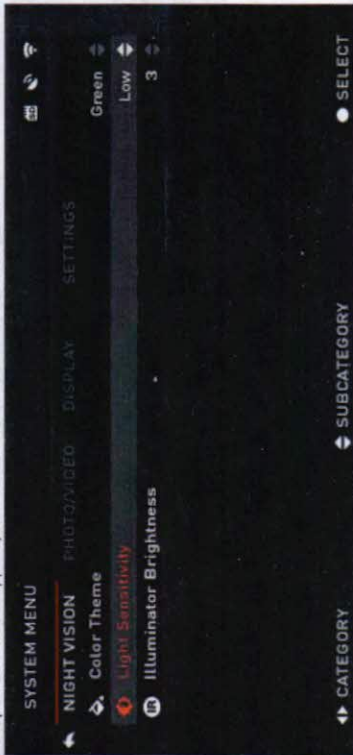 SYSTEM MENU
NIGHT VISION PHOTO/VIDEO DISPLAY SETTINGS
Color Theme Green
Light Sensitivity Low
IR Illuminator Brightness 3
CATEGORY SUBCATEGORY SELECT